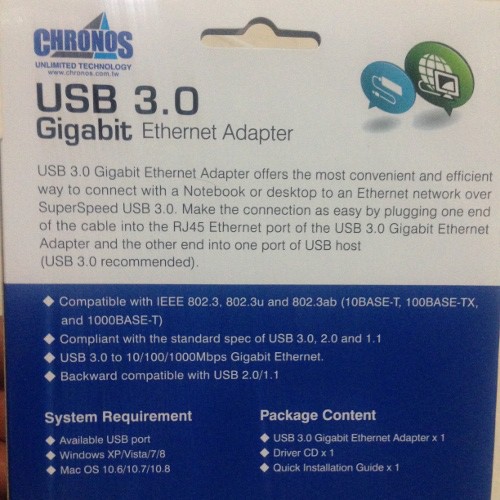 CHRONOS
UNLIMITED TECHNOLOGY
www.chronos.com.tw
USB 3.0
Gigabit Ethernet Adapter
USB 3.0 Gigabit Ethernet Adapter offers the most convenient and efficient
way to connect with a Notebook or desktop to an Ethernet network over
SuperSpeed USB 3.0. Make the connection as easy by plugging one end
of the cable into the RJ45 Ethernet port of the USB 3.0 Gigabit Ethernet
Adapter and the other end into one port of USB host
(USB 3.0 recommended).
◆ Compatible with IEEE 802.3, 802.3u and 802.3ab (10BASE-T, 100BASE-TX,
and 1000BASE-T)
◆ Compliant with the standard spec of USB 3.0, 2.0 and 1.1
◆ USB 3.0 to 10/100/1000Mbps Gigabit Ethernet.
◆ Backward compatible with USB 2.0/1.1
System Requirement
◆ Available USB port
◆ Windows XP/Vista/7/8
◆ Mac OS 10.6/10.7/10.8
Package Content
◆ USB 3.0 Gigabit Ethernet Adapter x 1
◆ Driver CD x 1
◆ Quick Installation Guide x 1